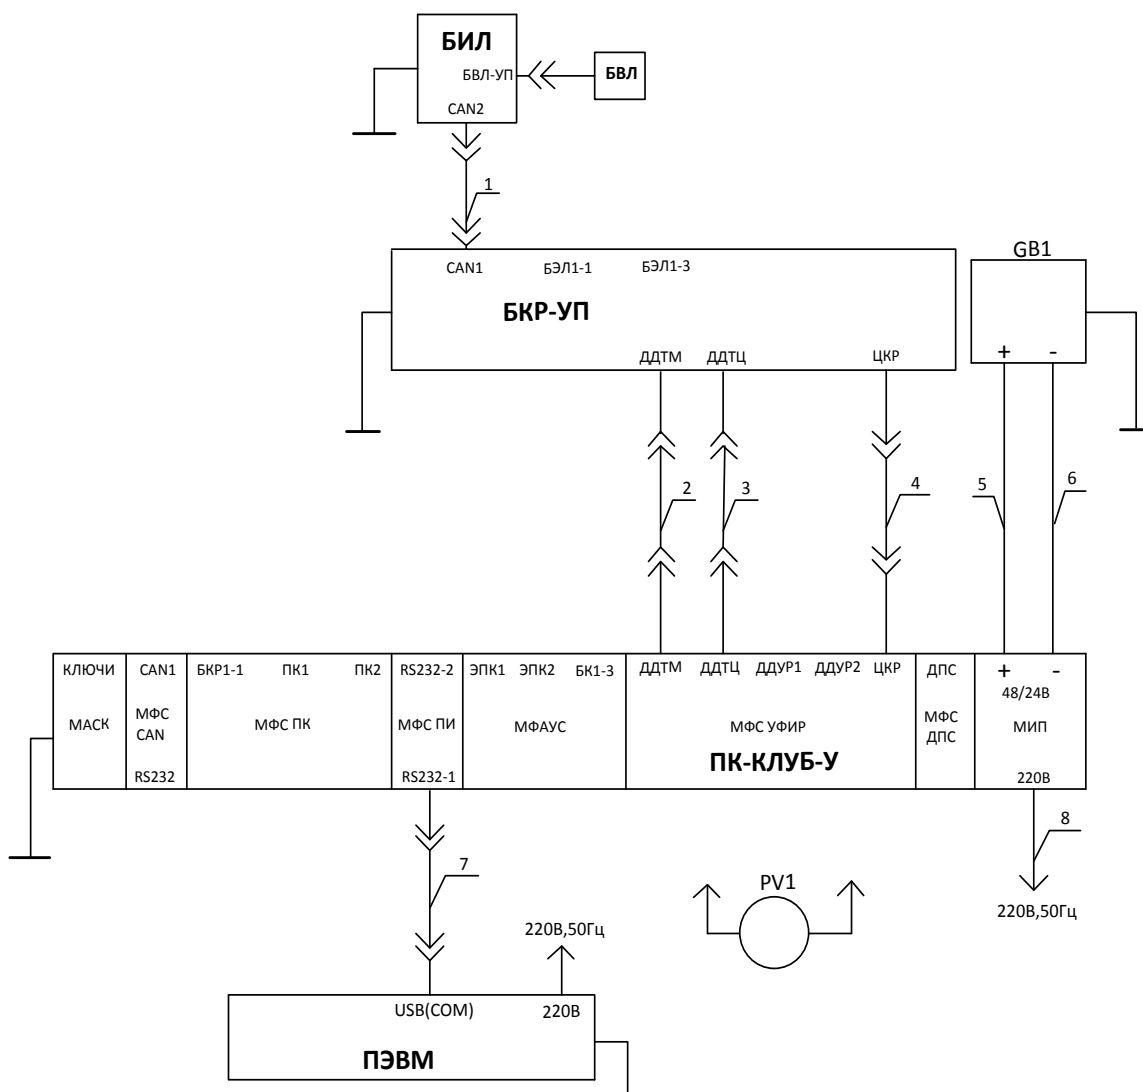 БИЛ
БВЛ-УП
БВЛ
CAN2
1
CAN1 БЭЛ1-1 БЭЛ1-3
GB1
БКР-УП
ДДТМ ДДТЦ ЦКР
+ -
2 3 4 5 6
КЛЮЧИ CAN1 БКР1-1 ПК1 ПК2 RS232-2 ЭПК1 ЭПК2 БК1-3 ДДТМ ДДТЦ ДДУР1 ДДУР2 ЦКР ДПС + -
48/24В
МАСК МФС CAN МФС ПК МФС ПИ МФАУС МФС УФИР МФС ДПС МИП
ПК-КЛУБ-У
RS232 RS232-1 220В
8
7
PV1
220В,50Гц
220В,50Гц
USB(COM) 220В
ПЭВМ